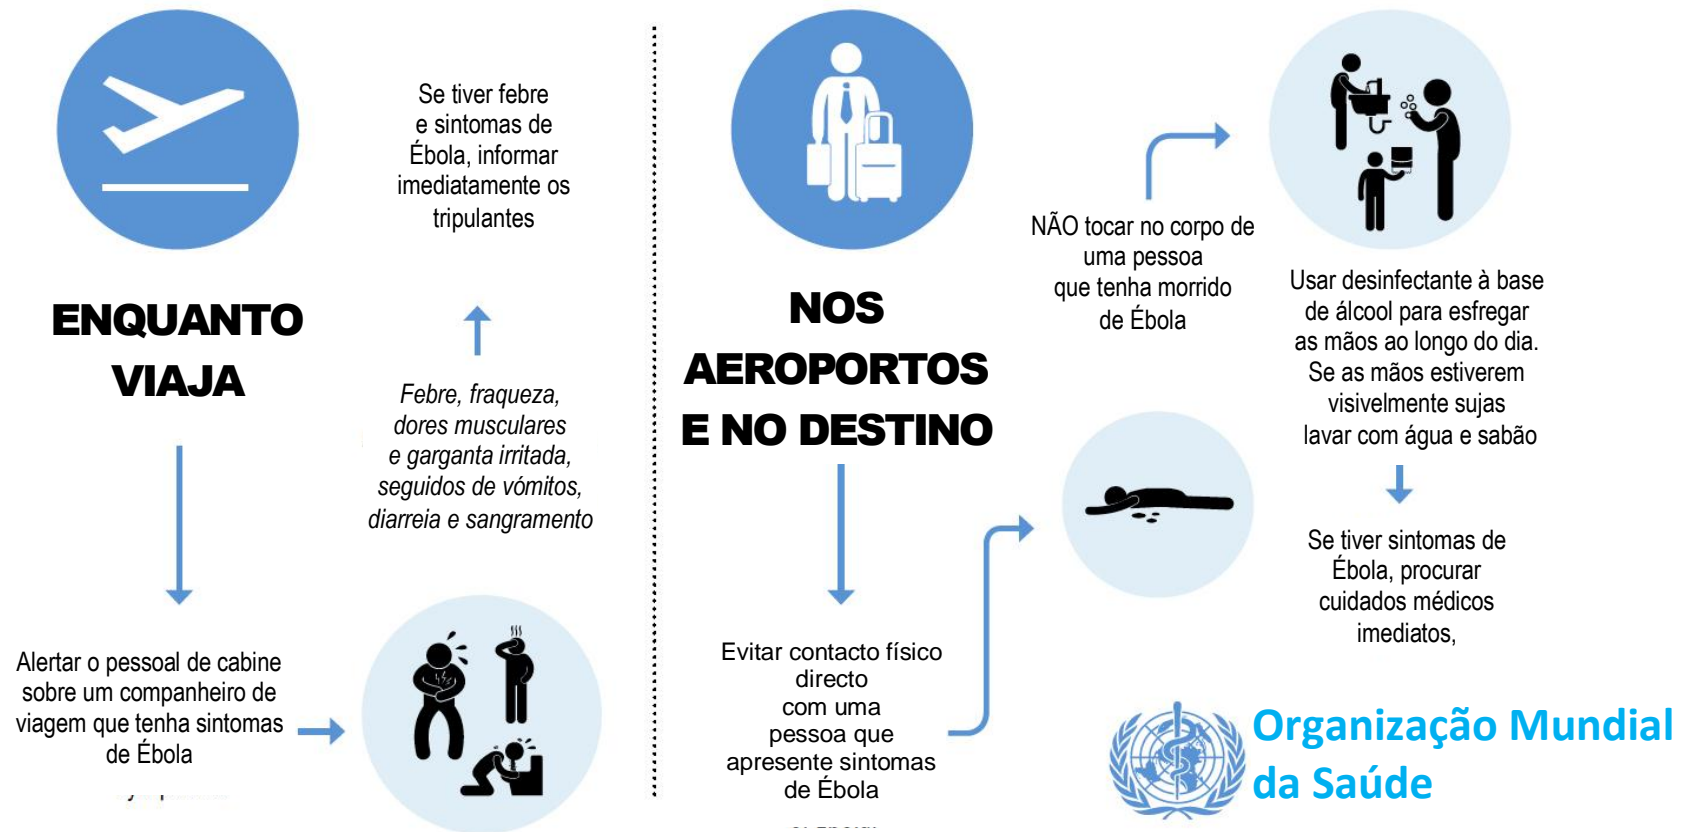 ENQUANTO
VIAJA
Alertar o pessoal de cabine
sobre um companheiro de
viagem que tenha sintomas
de Ébola
Febre, fraqueza,
dores musculares
e garganta irritada,
seguidos de vómitos,
diarreia e sangramento
Se tiver febre
e sintomas de
Ébola, informar
imediatamente os
tripulantes
NOS
AEROPORTOS
E NO DESTINO
Evitar contacto físico
directo
com uma
pessoa que
apresente sintomas
de Ébola
NÃO tocar no corpo de
uma pessoa
que tenha morrido
de Ébola
Usar desinfectante à base
de álcool para esfregar
as mãos ao longo do dia.
Se as mãos estiverem
visivelmente sujas
lavar com água e sabão
Se tiver sintomas de
Ébola, procurar
cuidados médicos
imediatos,
Organização Mundial
da Saúde